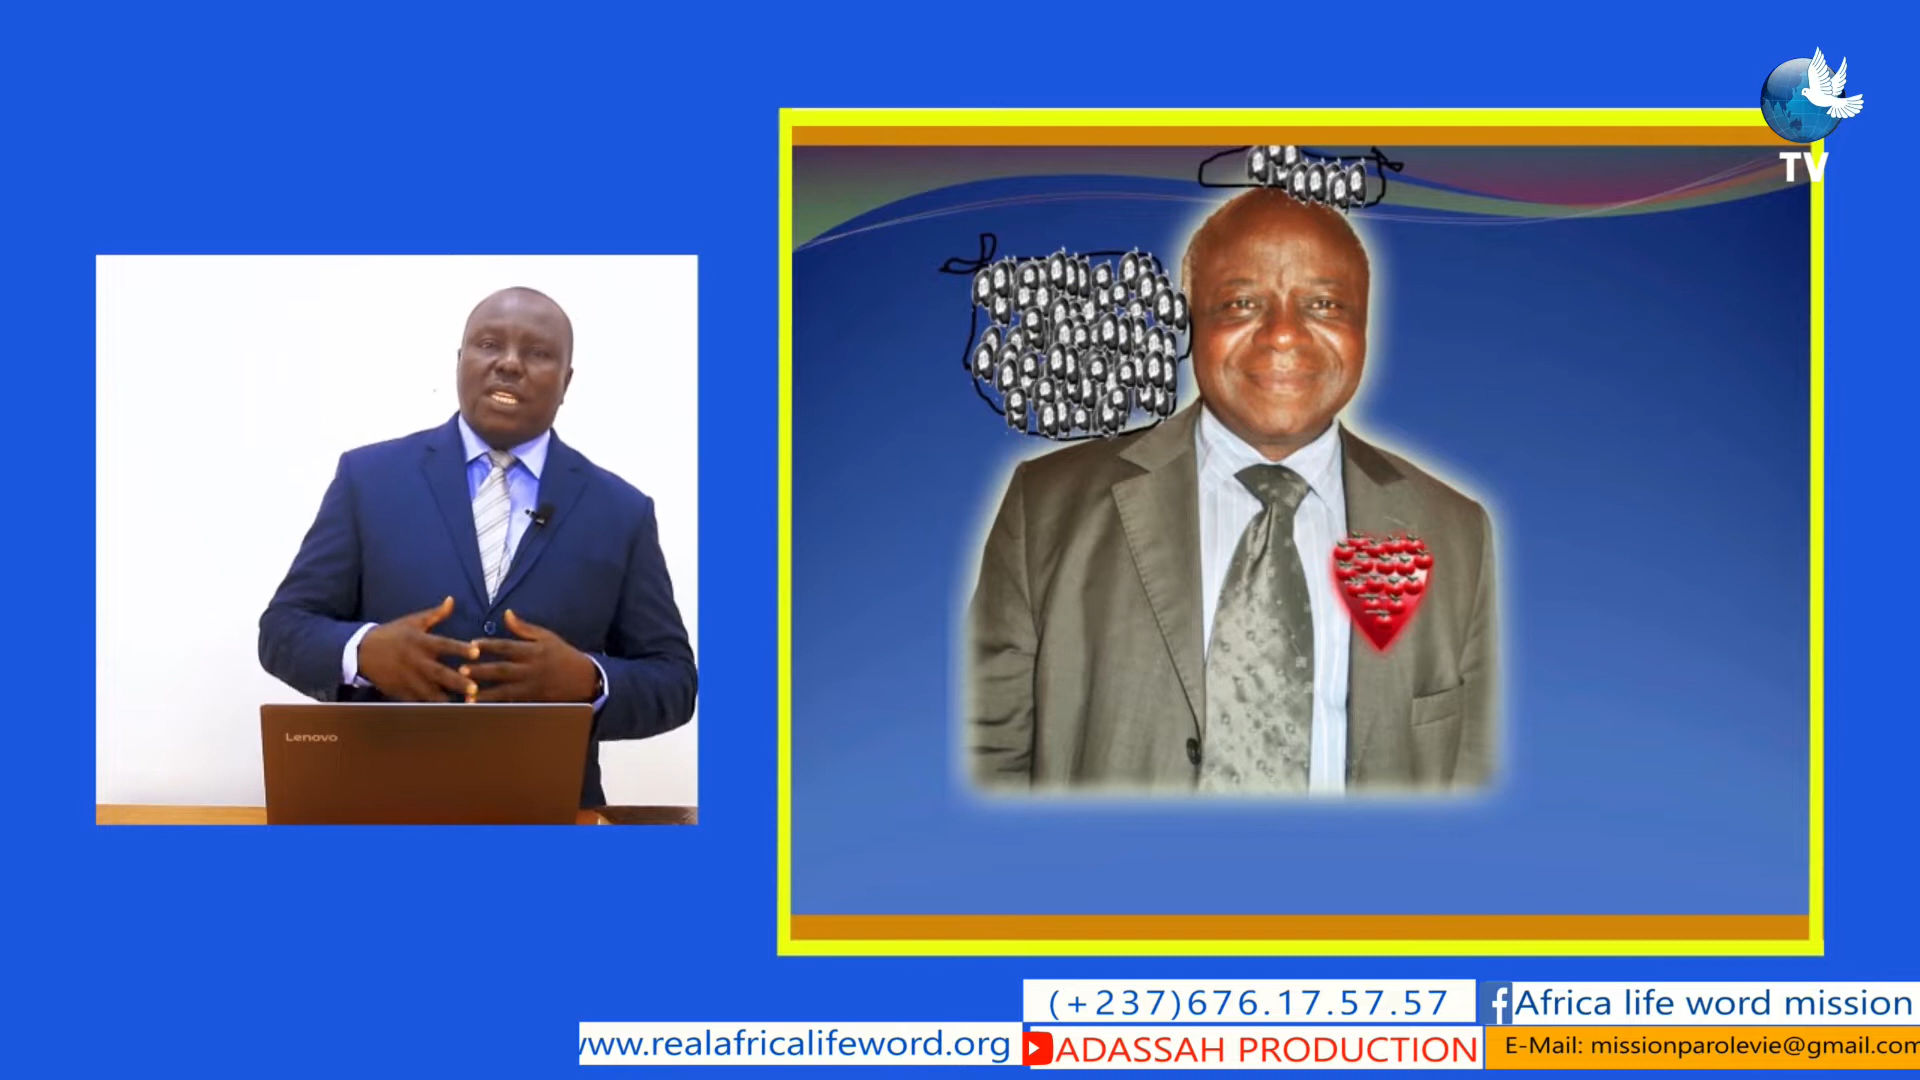 TV
Lenovo
(+237)676.17.57.57
Africa life word mission
www.realafricalifeword.org
ADASSAH PRODUCTION
E-Mail: missionparolevie@gmail.com